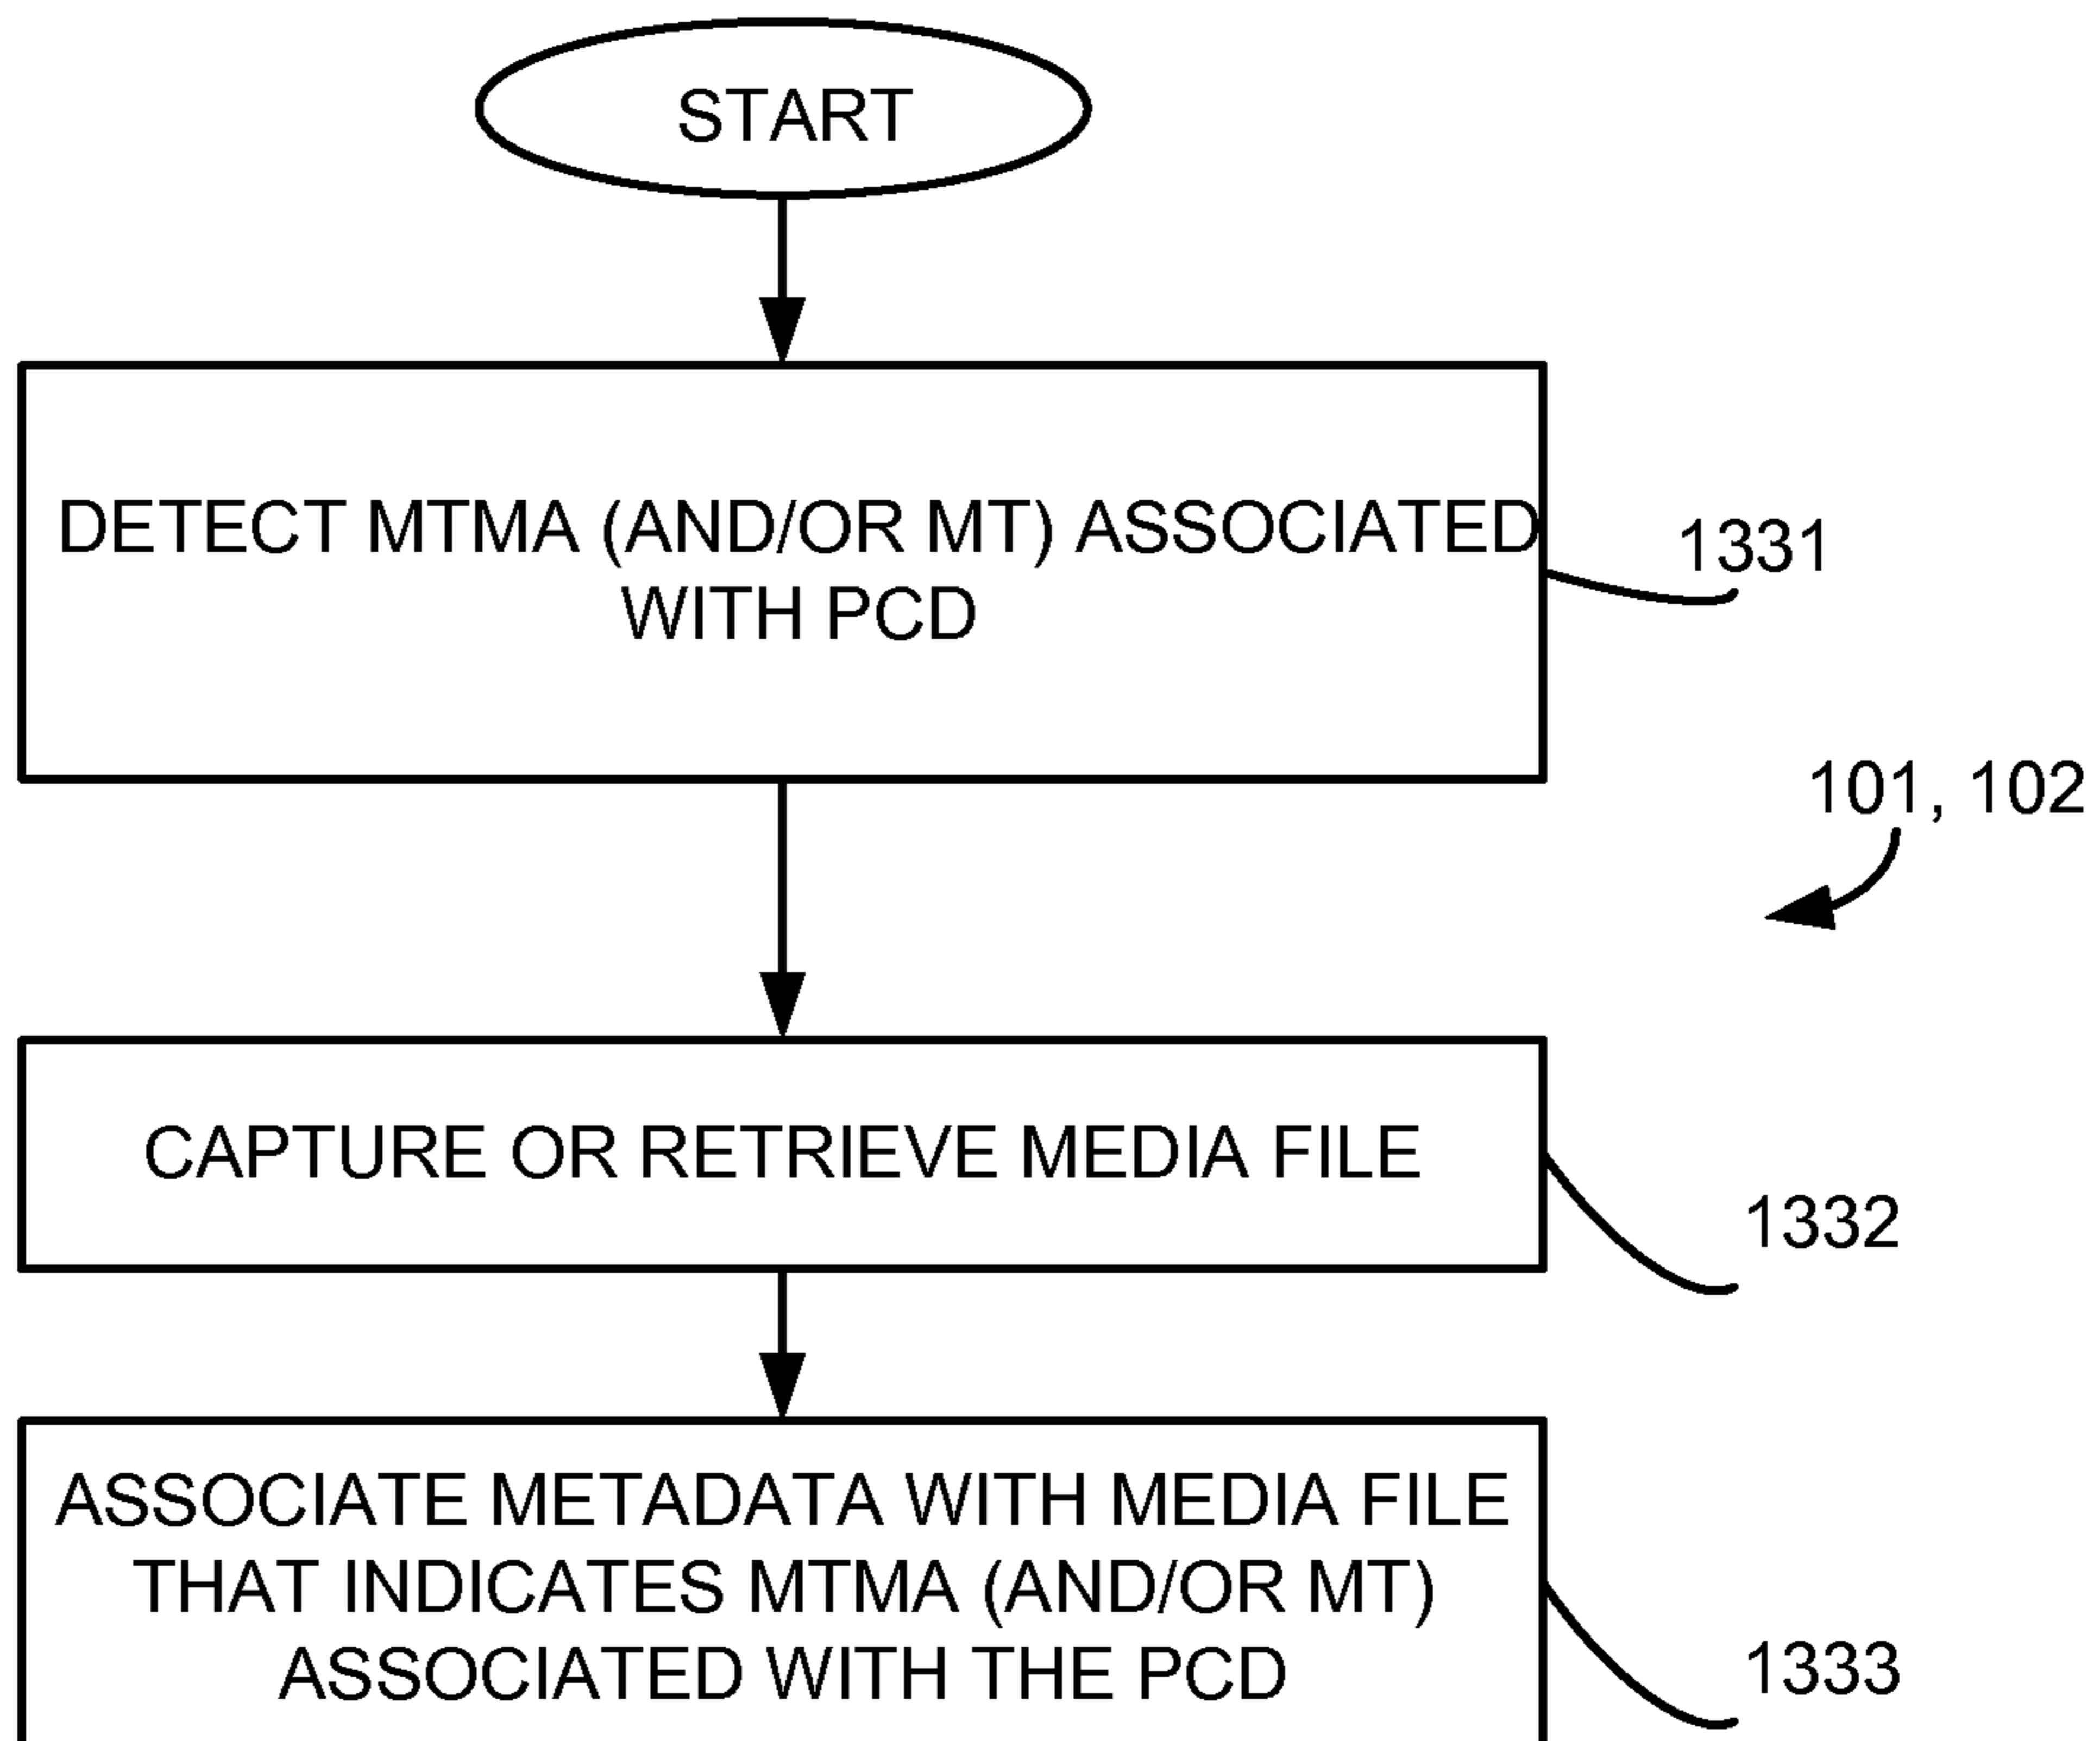 START
DETECT MTMA (AND/OR MT) ASSOCIATED
WITH PCD
1331
101, 102
CAPTURE OR RETRIEVE MEDIA FILE
1332
ASSOCIATE METADATA WITH MEDIA FILE
THAT INDICATES MTMA (AND/OR MT)
ASSOCIATED WITH THE PCD
1333